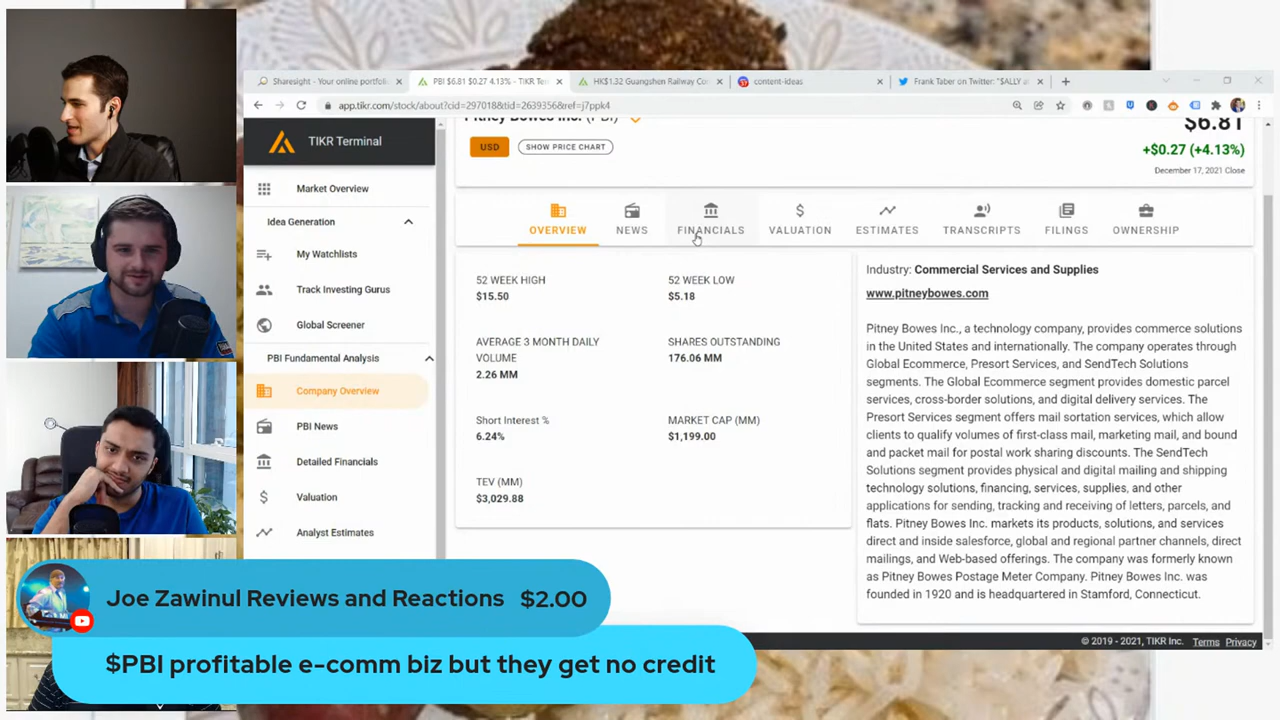 Sharesight - Your online portfoli
PBI $6.81 $0.27 4.13% - TIKR Ter
HK$1.32 Guangshen Railway Co
content-ideas
Frank Taber on Twitter: "$ALLY a
app.tikr.com/stock/about?cid=297018&tid=2639356&ref=j7ppk4
TIKR Terminal
Market Overview
Idea Generation
My Watchlists
Track Investing Gurus
Global Screener
PBI Fundamental Analysis
Company Overview
PBI News
Detailed Financials
Valuation
Analyst Estimates
Pitney Bowes Inc. (PBI)
USD
SHOW PRICE CHART
$6.81
+$0.27 (+4.13%)
December 17, 2021 Close
OVERVIEW
NEWS
FINANCIALS
VALUATION
ESTIMATES
TRANSCRIPTS
FILINGS
OWNERSHIP
52 WEEK HIGH
$15.50
52 WEEK LOW
$5.18
AVERAGE 3 MONTH DAILY
VOLUME
2.26 MM
SHARES OUTSTANDING
176.06 MM
Short Interest %
6.24%
MARKET CAP (MM)
$1,199.00
TEV (MM)
$3,029.88
Industry: Commercial Services and Supplies
www.pitneybowes.com
Pitney Bowes Inc., a technology company, provides commerce solutions
in the United States and internationally. The company operates through
Global Ecommerce, Presort Services, and SendTech Solutions
segments. The Global Ecommerce segment provides domestic parcel
services, cross-border solutions, and digital delivery services. The
Presort Services segment offers mail sortation services, which allow
clients to qualify volumes of first-class mail, marketing mail, and bound
and packet mail for postal work sharing discounts. The SendTech
Solutions segment provides physical and digital mailing and shipping
technology solutions, financing, services, supplies, and other
applications for sending, tracking and receiving of letters, parcels, and
flats. Pitney Bowes Inc. markets its products, solutions, and services
direct and inside salesforce, global and regional partner channels, direct
mailings, and Web-based offerings. The company was formerly known
as Pitney Bowes Postage Meter Company. Pitney Bowes Inc. was
founded in 1920 and is headquartered in Stamford, Connecticut.
© 2019 - 2021, TIKR Inc. Terms Privacy
Joe Zawinul Reviews and Reactions $2.00
$PBI profitable e-comm biz but they get no credit